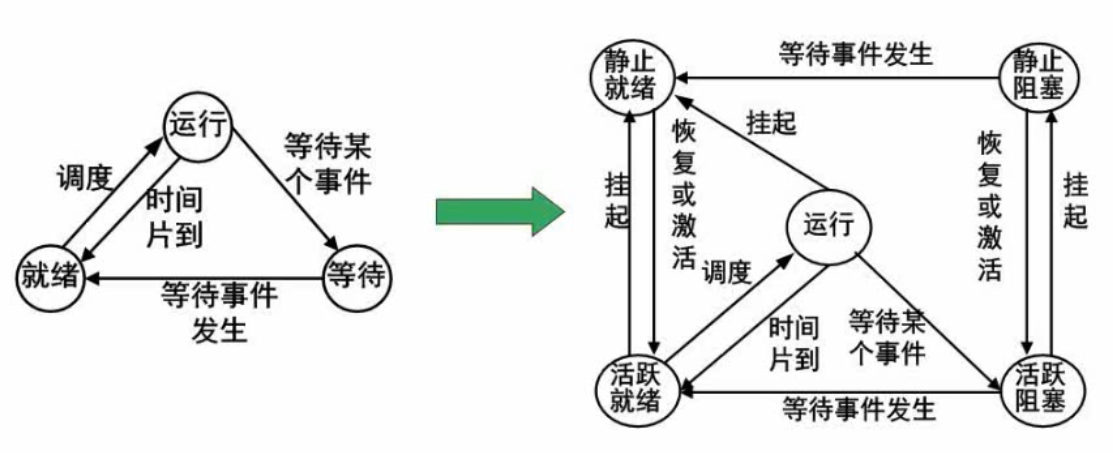 运行
调度
等待某
个事件
时间
片到
就绪
等待
等待事件
发生
静止
就绪
等待事件发生
静止
阻塞
挂起
恢复或激活
挂起
恢复或激活
挂起
运行
调度
时间
片到
等待某
个事件
活跃
就绪
活跃
阻塞
等待事件发生